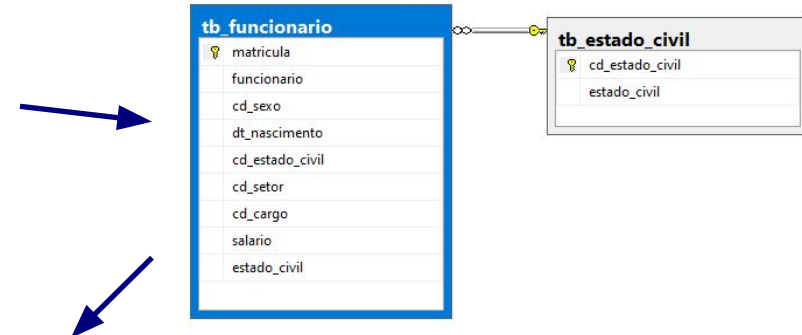 tb_funcionario
matricula
funcionario
cd_sexo
dt_nascimento
cd_estado_civil
cd_setor
cd_cargo
salario
estado_civil
tb_estado_civil
cd_estado_civil
estado_civil